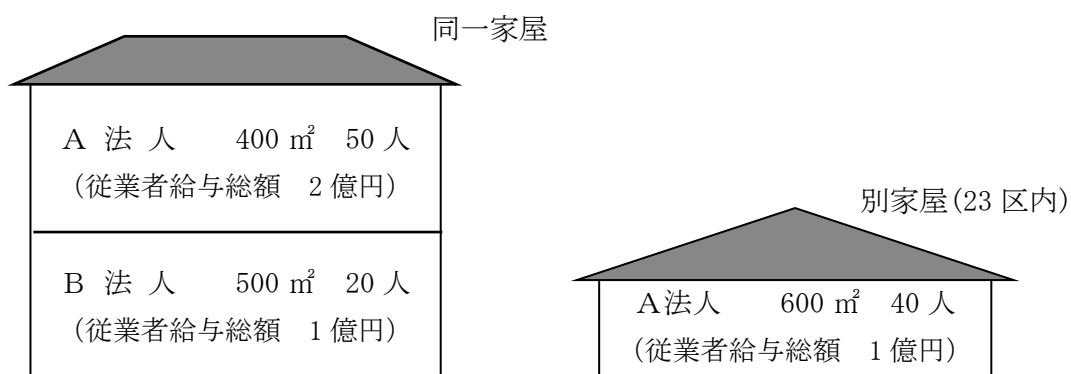 同一家屋
A 法 人 400 ㎡ 50 人
(従業者給与総額 2 億円)
B 法 人 500 ㎡ 20 人
(従業者給与総額 1 億円)
別家屋(23 区内)
A法人 600 ㎡ 40 人
(従業者給与総額 1 億円)